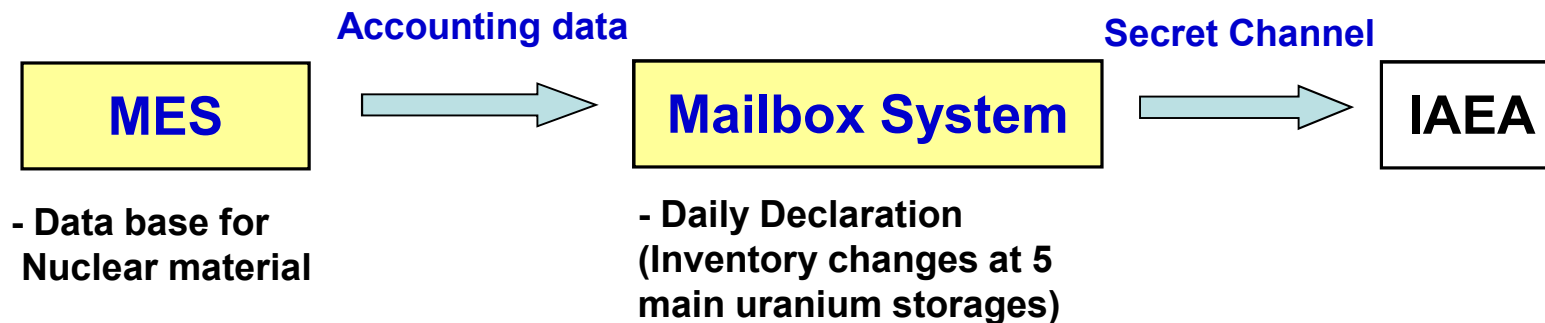 Accounting data
Secret Channel
MES
Mailbox System
IAEA
- Data base for
Nuclear material
- Daily Declaration
(Inventory changes at 5
main uranium storages)